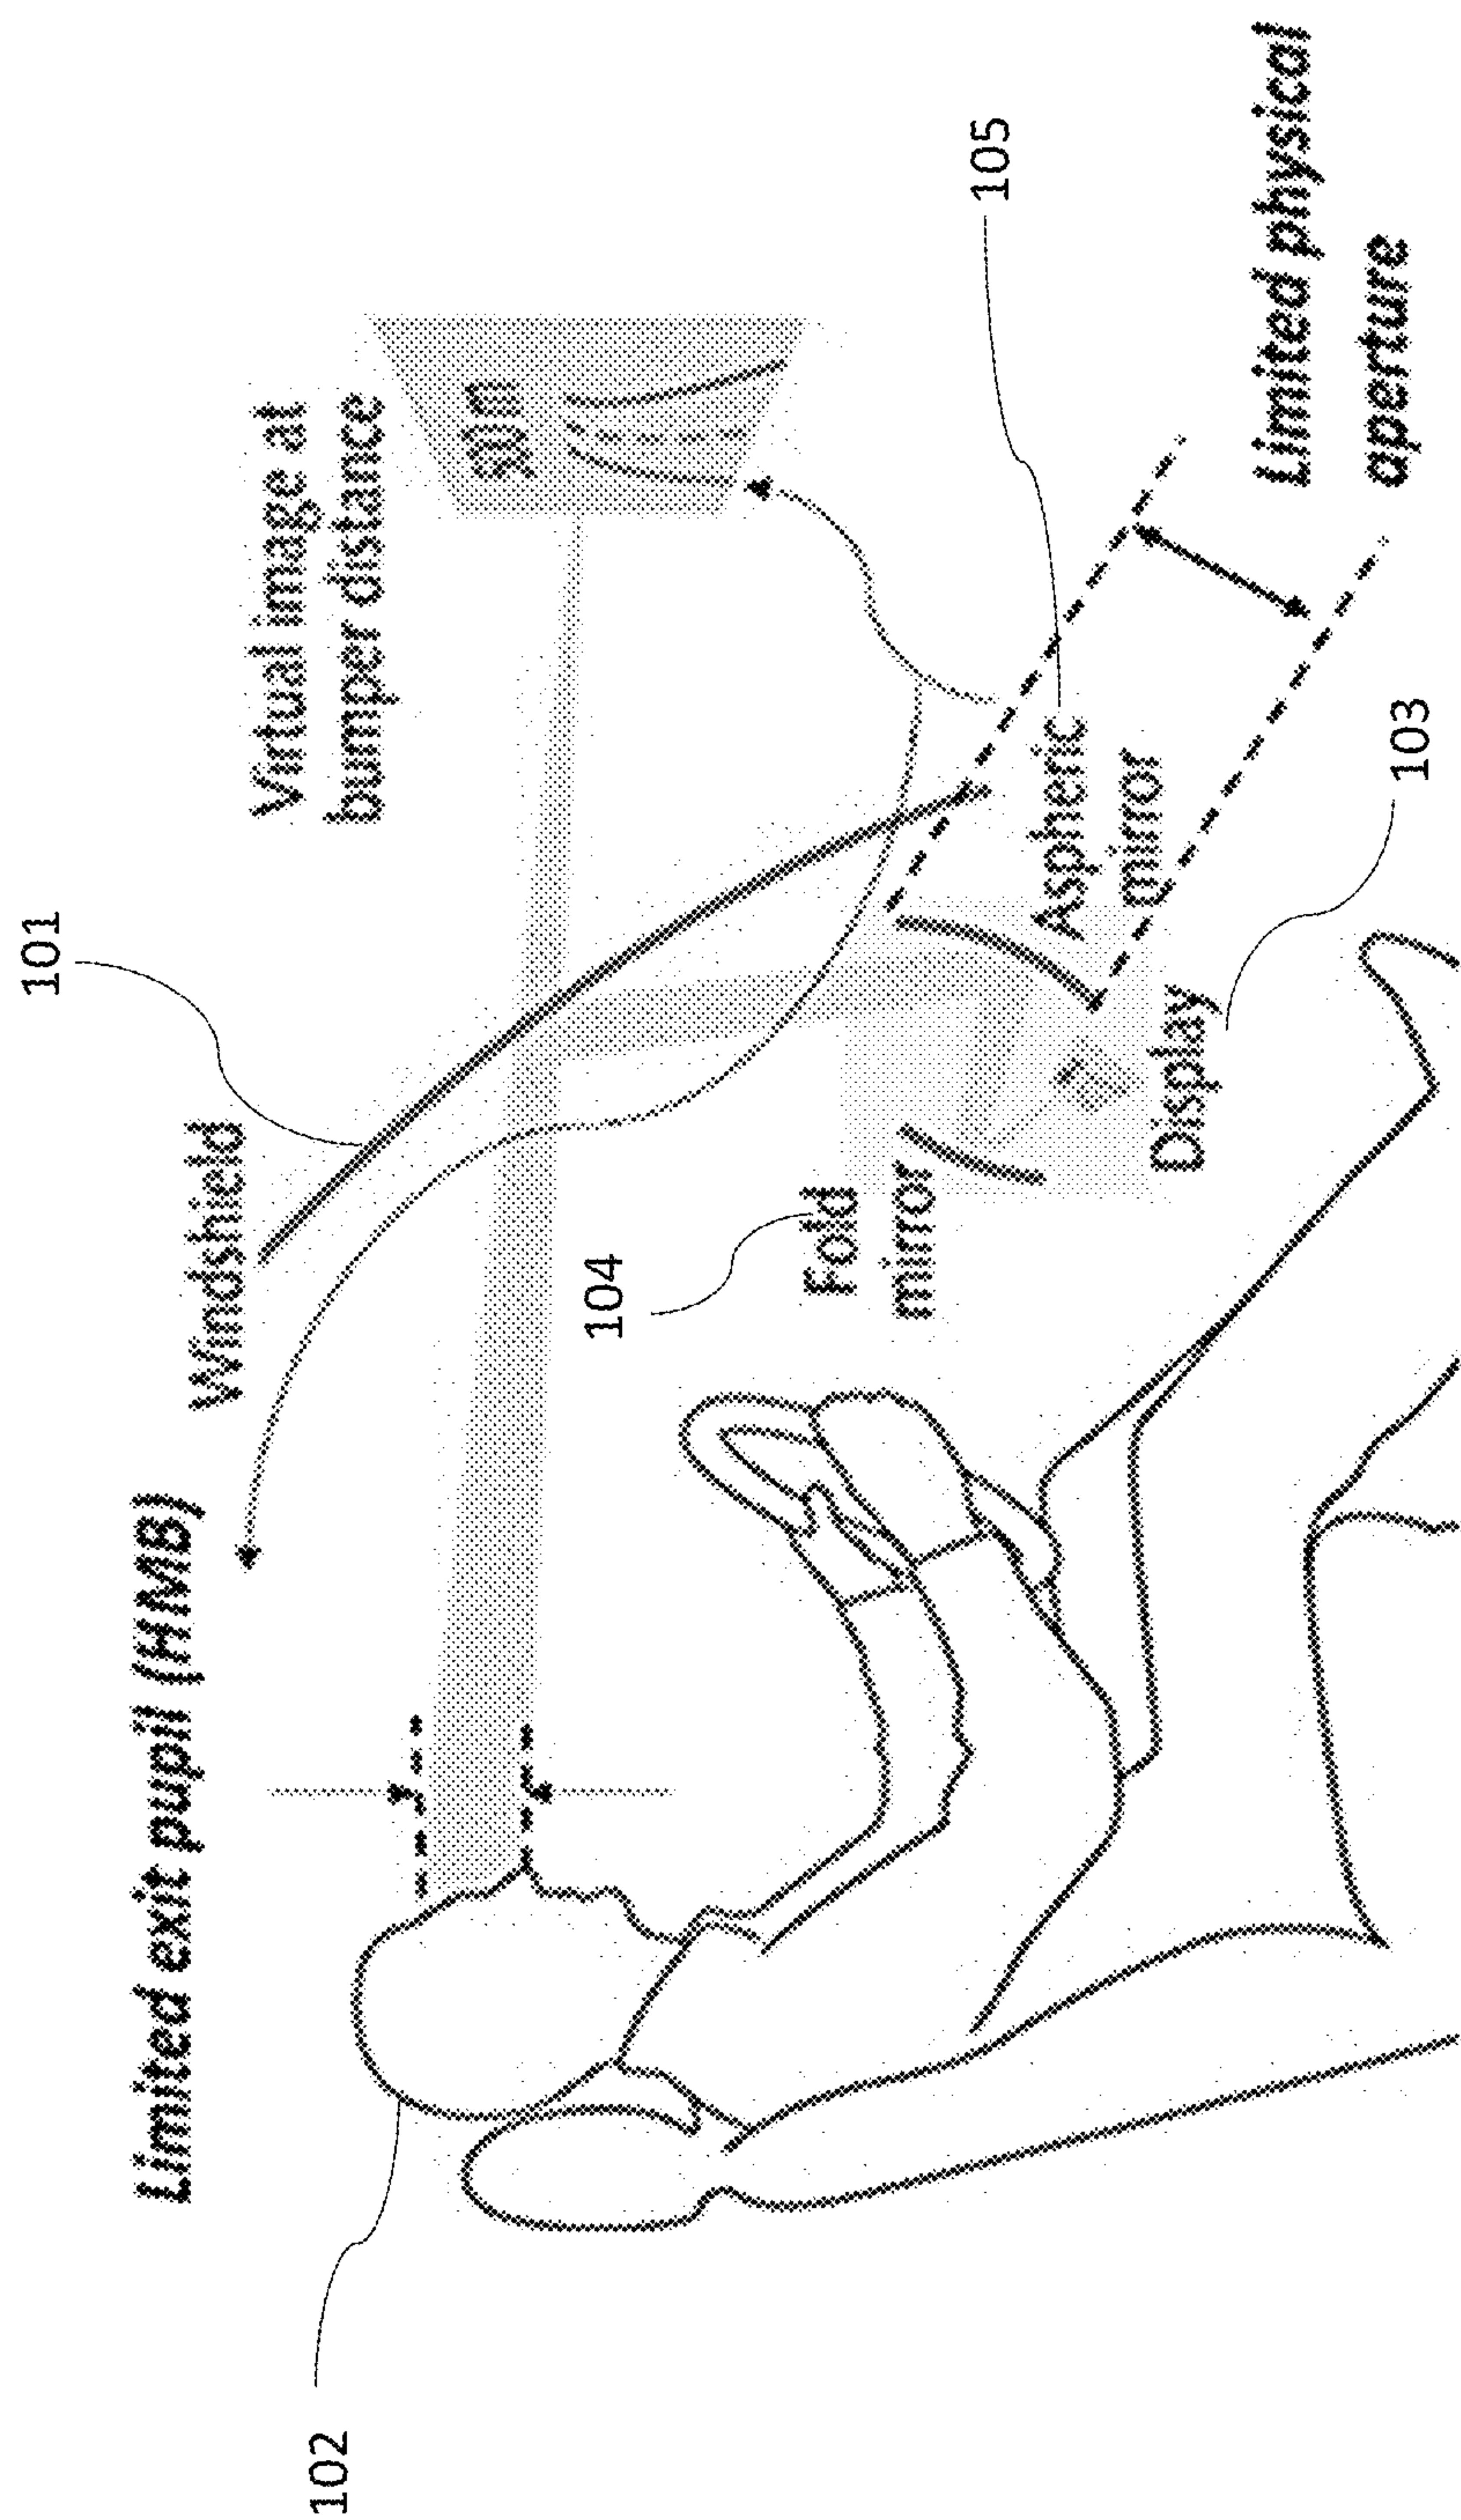 101
Limited exit pupil (HMB)
Windshield
Virtual image at
bumper distance
102
104
Fold
mirror
105
Aspheric
mirror
Display
Limited physical
aperture
103